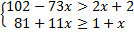 102 − 73x > 2x + 2
81 + 11x ≥ 1 + x